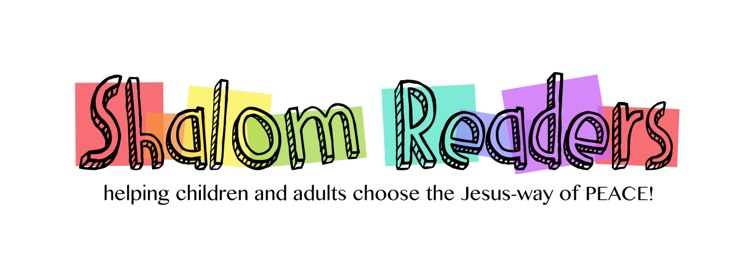 Shalom Readers
helping children and adults choose the Jesus-way of PEACE!